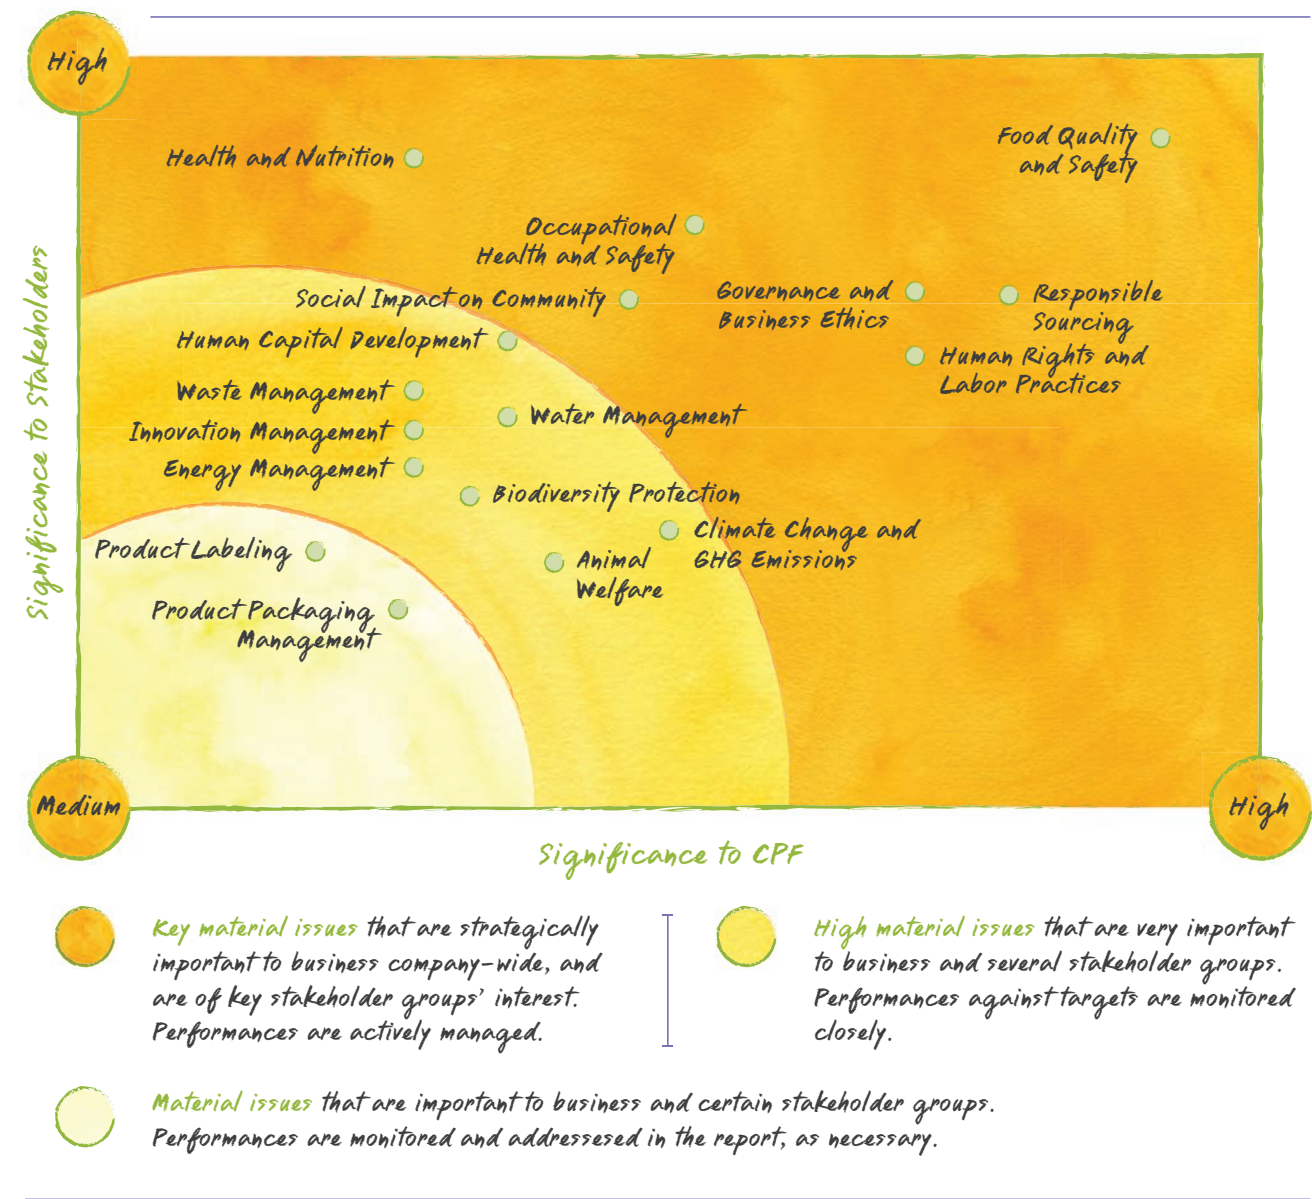 High
Health and Nutrition
Food Quality
and Safety
Occupational
Health and Safety
Social Impact on Community
Governance and
Business Ethics
Responsible
Sourcing
Human Capital Development
Human Rights and
Labor Practices
Waste Management
Water Management
Innovation Management
Energy Management
Biodiversity Protection
Climate Change and
GHG Emissions
Product Labeling
Animal
Welfare
Product Packaging
Management
Significance to Stakeholders
Medium
High
Significance to CPF
Key material issues that are strategically
important to business company-wide, and
are of key stakeholder groups' interest.
Performances are actively managed.
High material issues that are very important
to business and several stakeholder groups.
Performances against targets are monitored
closely.
Material issues that are important to business and certain stakeholder groups.
Performances are monitored and addressesed in the report, as necessary.